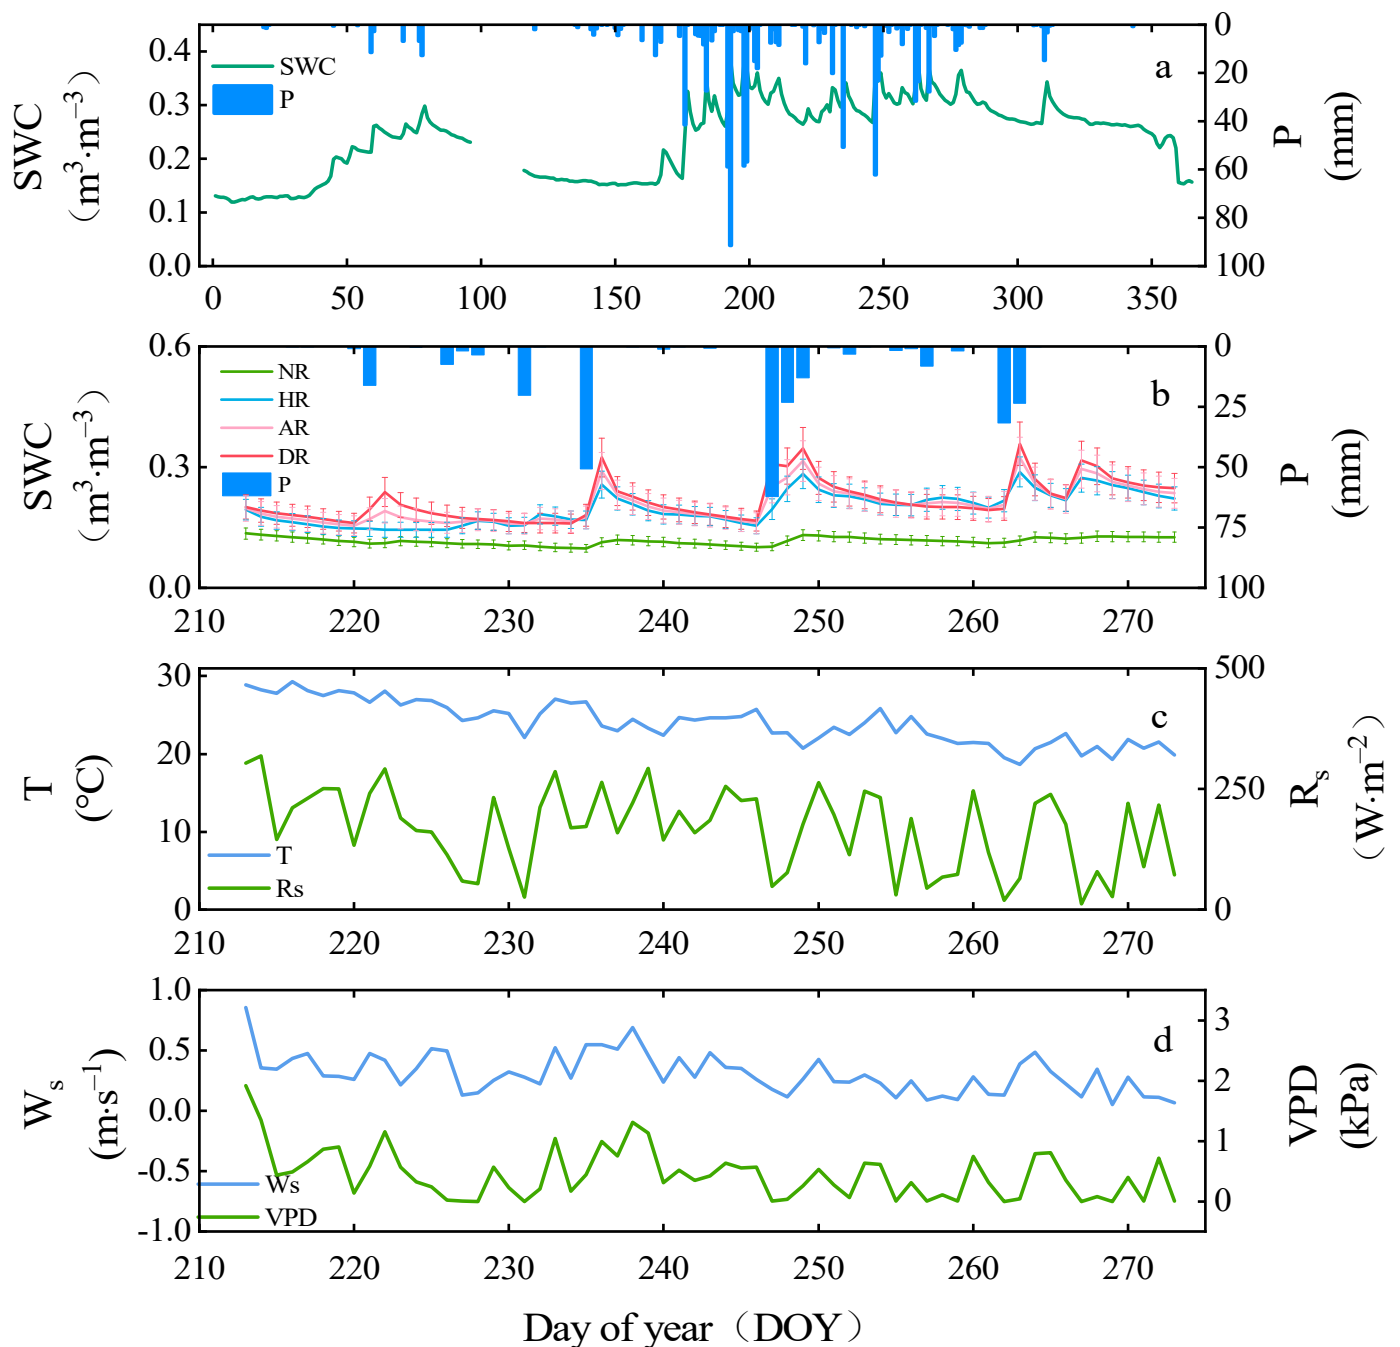 SWC
(m³·m⁻³)
0.4
0.3
0.2
0.1
0.0
SWC
P
a
0
20
40
60
80
100
P
(mm)
0 50 100 150 200 250 300 350
SWC
(m³·m⁻³)
0.6
0.3
0.0
NR
HR
AR
DR
P
b
0
25
50
75
100
P
(mm)
210 220 230 240 250 260 270
T
(°C)
30
20
10
0
T
Rs
c
500
250
0
Rₛ
(W·m⁻²)
210 220 230 240 250 260 270
Wₛ
(m·s⁻¹)
1.0
0.5
0.0
-0.5
-1.0
Ws
VPD
d
3
2
1
0
VPD
(kPa)
210 220 230 240 250 260 270
Day of year（DOY）